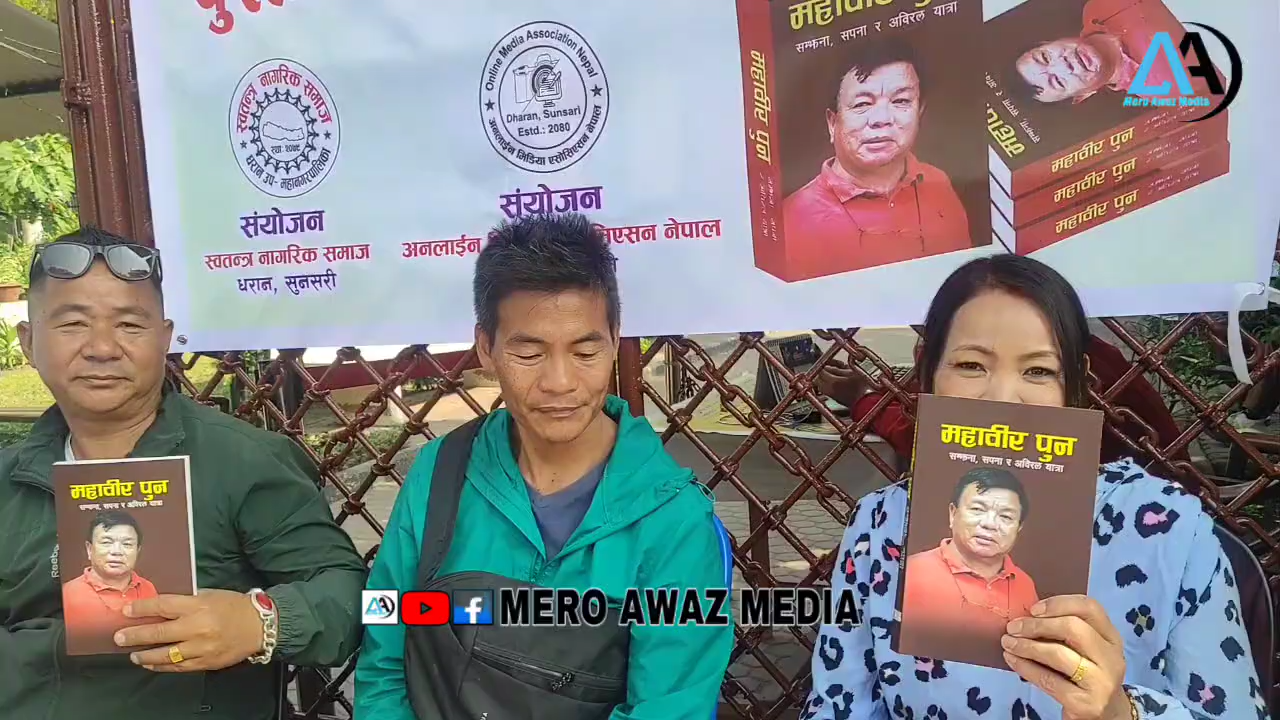 महावीर पुन
सम्झना, सपना र अविरल यात्रा
महावीर पुन
महावीर पुन
महावीर पुन
महावीर पुन
Mero Awaz Media
स्वतन्त्र नागरिक समाज
धरान उप- महानगरपालिका
Online Media Association Nepal
Dharan, Sunsari
Estd.: 2080
अनलाईन मिडिया एसोसिएसन नेपाल
संयोजन
स्वतन्त्र नागरिक समाज
धरान, सुनसरी
संयोजन
अनलाईन
सिएसन नेपाल
महावीर पुन
सम्झना, सपना र अविरल यात्रा
महावीर पुन
सम्झना, सपना र अविरल यात्रा
Reebok
MERO AWAZ MEDIA